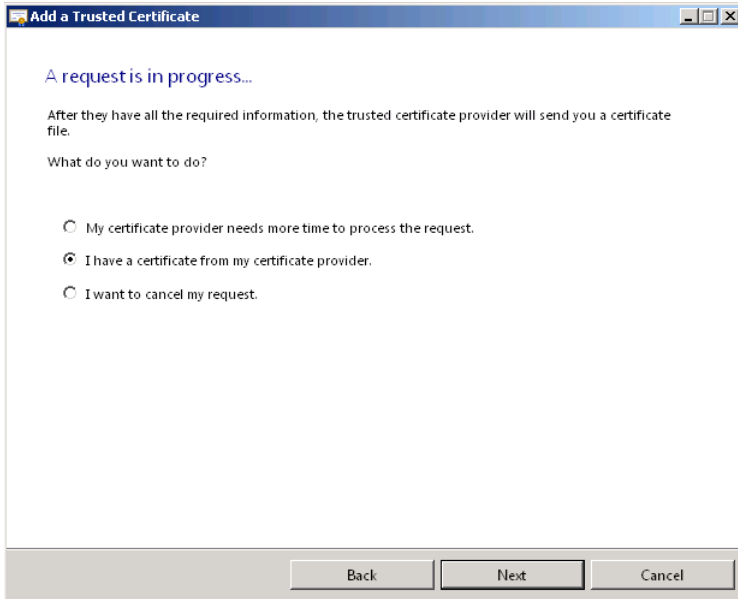 Add a Trusted Certificate
A request is in progress...
After they have all the required information, the trusted certificate provider will send you a certificate
file.
What do you want to do?
My certificate provider needs more time to process the request.
I have a certificate from my certificate provider.
I want to cancel my request.
Back Next Cancel